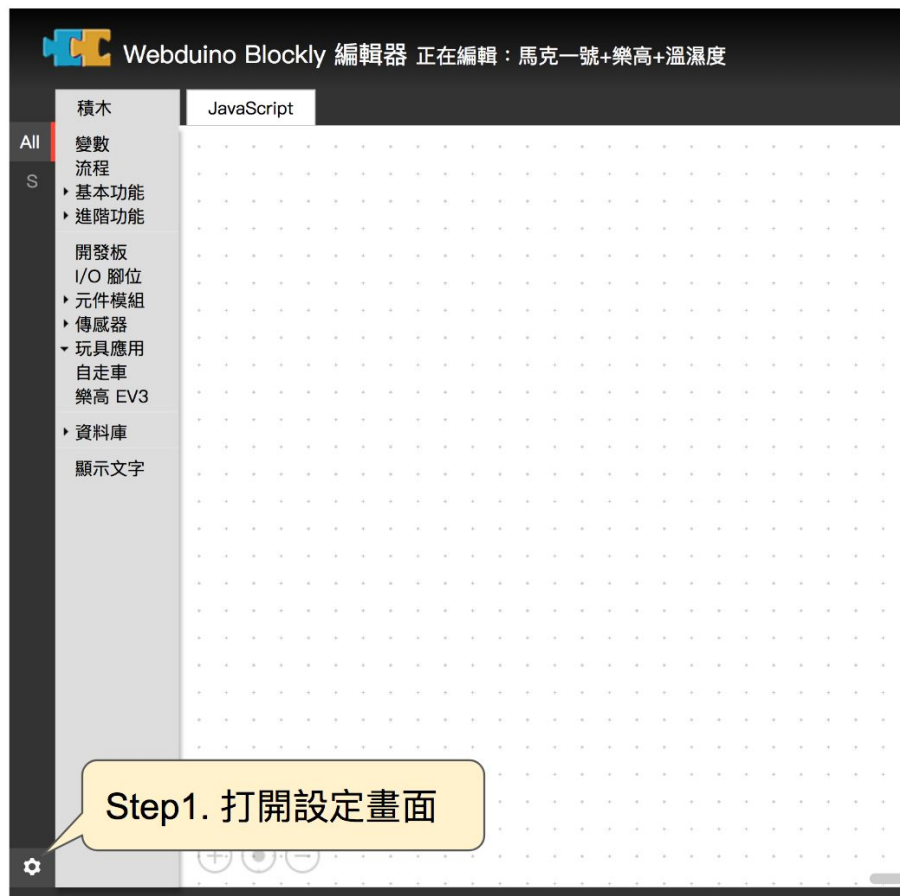 Webduino Blockly 編輯器 正在編輯：馬克一號+樂高+溫濕度
積木
JavaScript
All
S
變數
流程
基本功能
進階功能
開發板
I/O 腳位
元件模組
傳感器
玩具應用
自走車
樂高 EV3
資料庫
顯示文字
Step1. 打開設定畫面